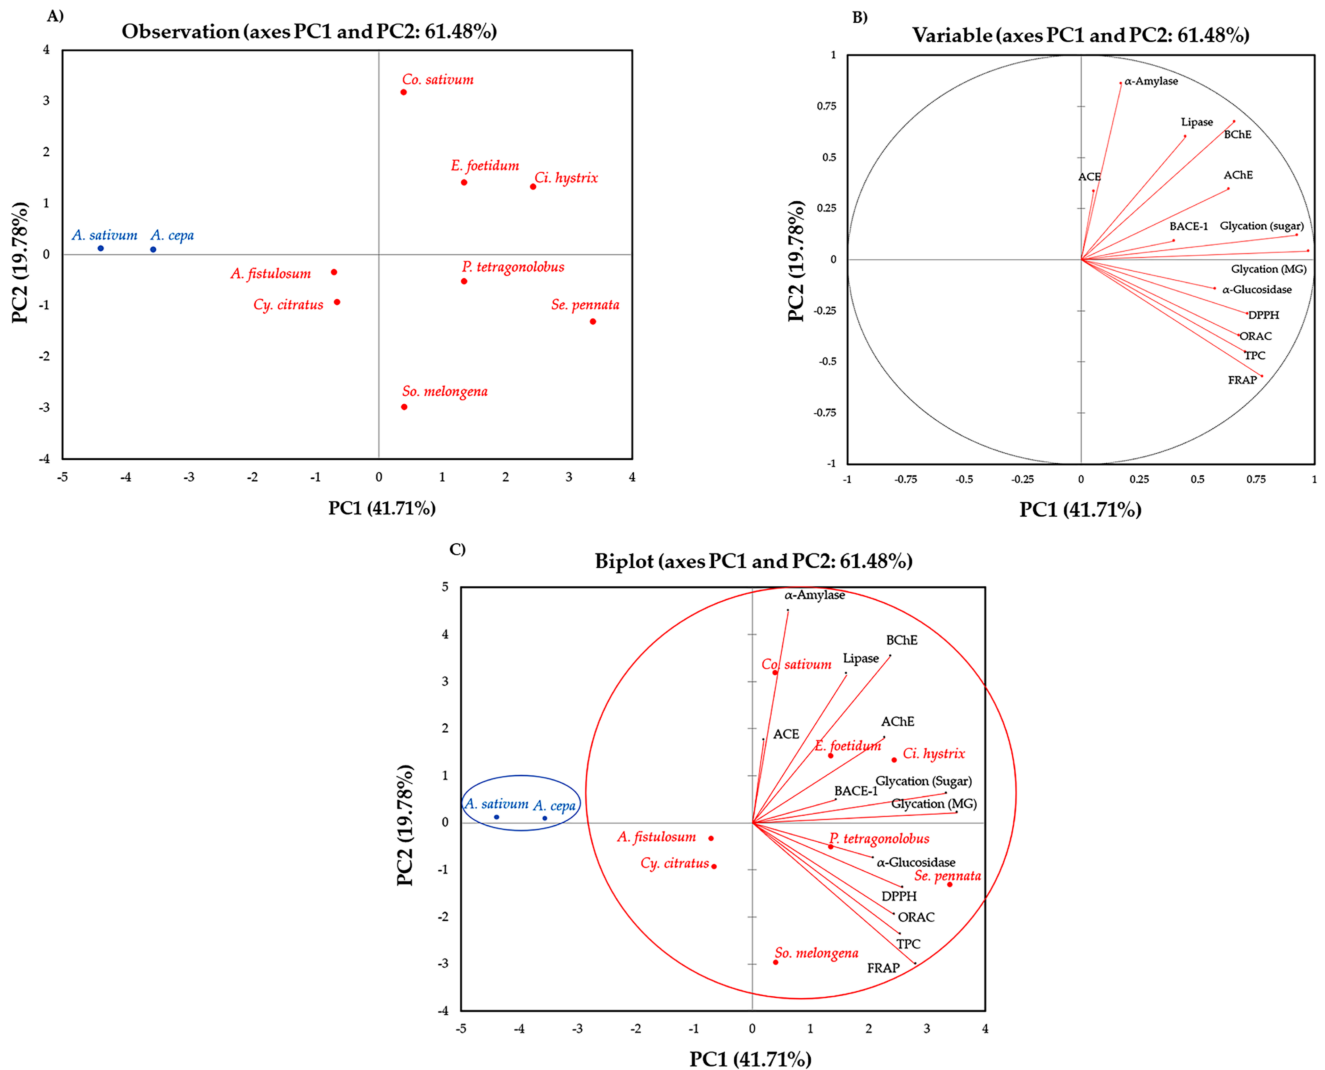 A)
Observation (axes PC1 and PC2: 61.48%)
4
3
2
1
0
-1
-2
-3
-4
PC2 (19.78%)
Co. sativum
E. foetidum
Ci. hystrix
A. sativum
A. cepa
A. fistulosum
P. tetragonolobus
Cy. citratus
Se. pennata
So. melongena
-5
-4
-3
-2
-1
0
1
2
3
4
PC1 (41.71%)
B)
Variable (axes PC1 and PC2: 61.48%)
1
0.75
0.5
0.25
0
-0.25
-0.5
-0.75
-1
PC2 (19.78%)
α-Amylase
Lipase
BChE
ACE
AChE
BACE-1
Glycation (sugar)
Glycation (MG)
α-Glucosidase
DPPH
ORAC
TPC
FRAP
-1
-0.75
-0.5
-0.25
0
0.25
0.5
0.75
1
PC1 (41.71%)
C)
Biplot (axes PC1 and PC2: 61.48%)
5
4
3
2
1
0
-1
-2
-3
-4
PC2 (19.78%)
α-Amylase
BChE
Lipase
Co. sativum
AChE
ACE
E. foetidum
Ci. hystrix
Glycation (Sugar)
BACE-1
Glycation (MG)
A. sativum
A. cepa
A. fistulosum
P. tetragonolobus
Cy. citratus
α-Glucosidase
Se. pennata
DPPH
ORAC
TPC
So. melongena
FRAP
-5
-4
-3
-2
-1
0
1
2
3
4
PC1 (41.71%)